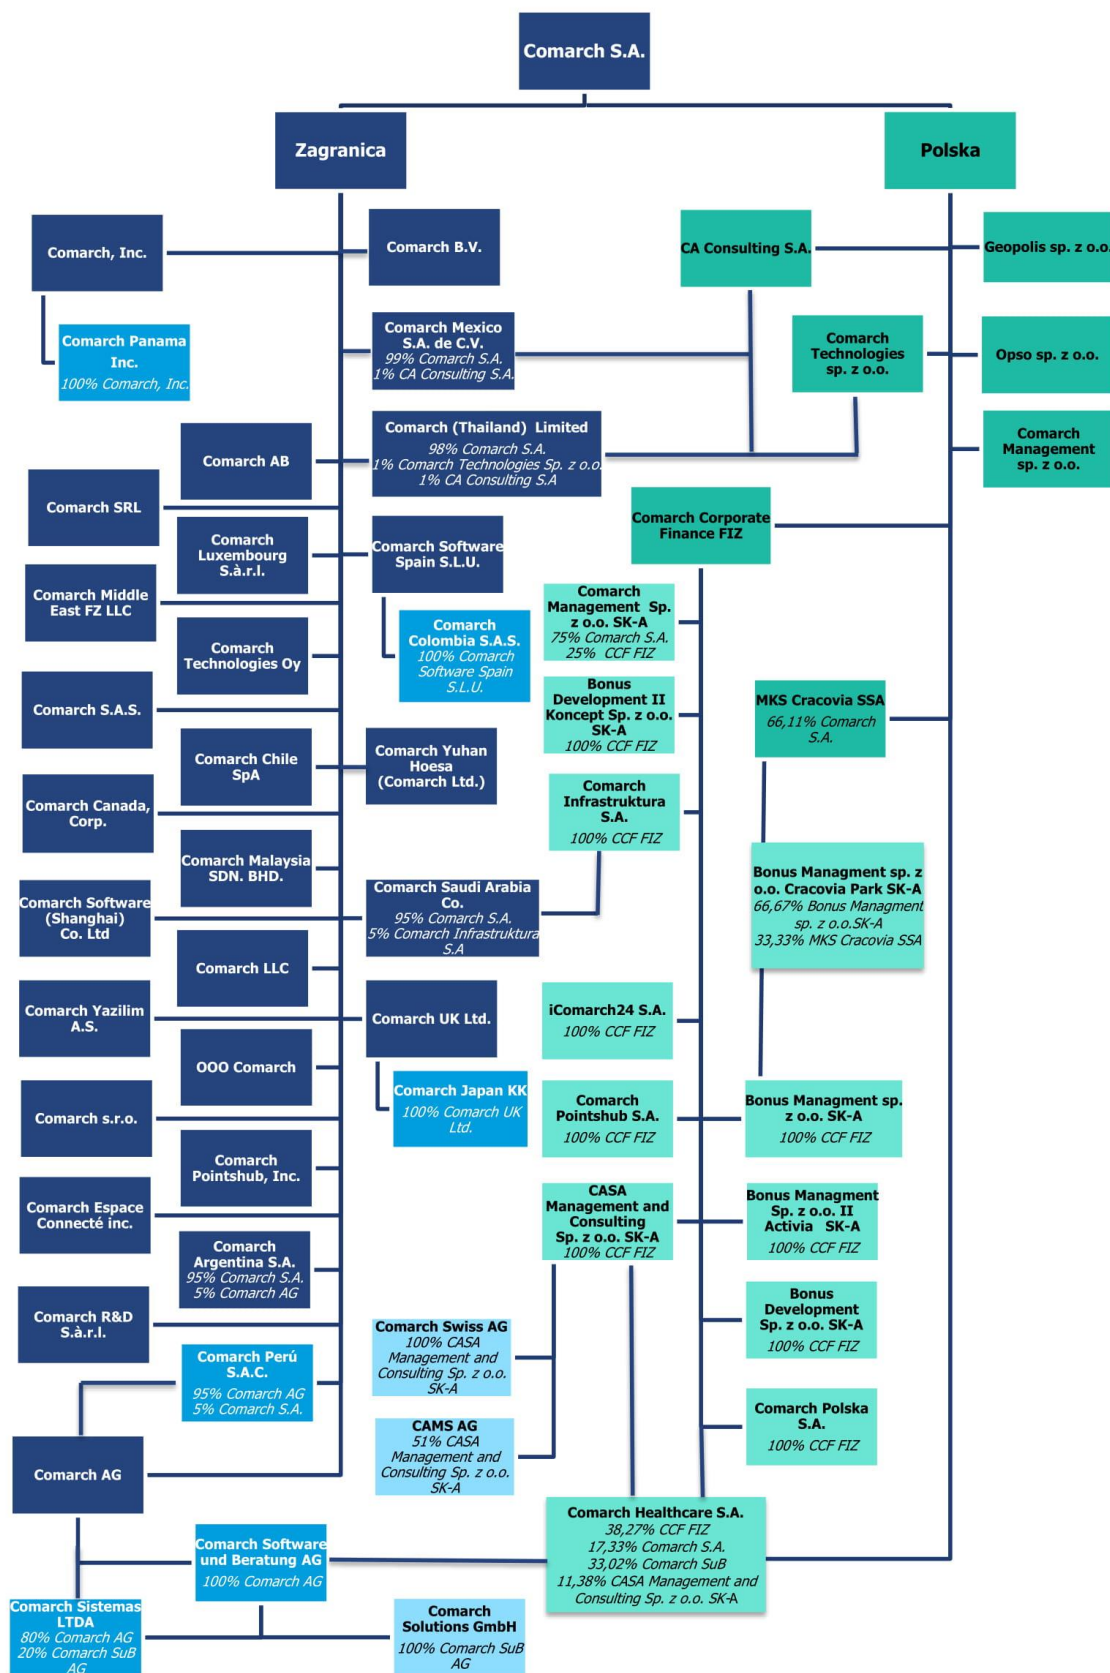 Comarch S.A.
Zagranica
Polska
Comarch, Inc.
Comarch B.V.
CA Consulting S.A.
Geopolis sp. z o.o.
Comarch Panama
Inc.
100% Comarch, Inc.
Comarch Mexico
S.A. de C.V.
99% Comarch S.A.
1% CA Consulting S.A.
Comarch
Technologies
sp. z o.o.
Opso sp. z o.o.
Comarch AB
Comarch (Thailand)  Limited
98% Comarch S.A.
1% Comarch Technologies Sp. z o.o.
1% CA Consulting S.A
Comarch
Management
sp. z o.o.
Comarch SRL
Comarch Corporate
Finance FIZ
Comarch
Luxembourg
S.à.r.l.
Comarch Software
Spain S.L.U.
Comarch Middle
East FZ LLC
Comarch
Management  Sp.
z o.o. SK-A
75% Comarch S.A.
25%  CCF FIZ
Comarch
Technologies Oy
Comarch
Colombia S.A.S.
100% Comarch
Software Spain
S.L.U.
Comarch S.A.S.
Bonus
Development II
Koncept Sp. z o.o.
SK-A
100% CCF FIZ
MKS Cracovia SSA
66,11% Comarch
S.A.
Comarch Chile
SpA
Comarch Yuhan
Hoesa
(Comarch Ltd.)
Comarch
Infrastruktura
S.A.
100% CCF FIZ
Comarch Canada,
Corp.
Comarch Malaysia
SDN. BHD.
Bonus Managment sp. z
o.o. Cracovia Park SK-A
66,67% Bonus Managment
sp. z o.o.SK-A
33,33% MKS Cracovia SSA
Comarch Software
(Shanghai)
Co. Ltd
Comarch Saudi Arabia
Co.
95% Comarch S.A.
5% Comarch Infrastruktura
S.A
Comarch LLC
Comarch Yazilim
A.S.
Comarch UK Ltd.
iComarch24 S.A.
100% CCF FIZ
OOO Comarch
Comarch Japan KK
100% Comarch UK
Ltd.
Comarch s.r.o.
Comarch
Pointshub S.A.
100% CCF FIZ
Bonus Managment sp.
z o.o. SK-A
100% CCF FIZ
Comarch
Pointshub, Inc.
Comarch Espace
Connecté inc.
CASA
Management and
Consulting
Sp. z o.o. SK-A
100% CCF FIZ
Bonus Managment
Sp. z o.o. II
Activia  SK-A
100% CCF FIZ
Comarch
Argentina S.A.
95% Comarch S.A.
5% Comarch AG
Comarch R&D
S.à.r.l.
Bonus
Development
Sp. z o.o. SK-A
100% CCF FIZ
Comarch Swiss AG
100% CASA
Management and
Consulting Sp. z o.o.
SK-A
Comarch Perú
S.A.C.
95% Comarch AG
5% Comarch S.A.
Comarch Polska
S.A.
100% CCF FIZ
CAMS AG
51% CASA
Management and
Consulting Sp. z o.o.
SK-A
Comarch AG
Comarch Healthcare S.A.
38,27% CCF FIZ
17,33% Comarch S.A.
33,02% Comarch SuB
11,38% CASA Management and
Consulting Sp. z o.o. SK-A
Comarch Software
und Beratung AG
100% Comarch AG
Comarch Sistemas
LTDA
80% Comarch AG
20% Comarch SuB
AG
Comarch
Solutions GmbH
100% Comarch SuB
AG